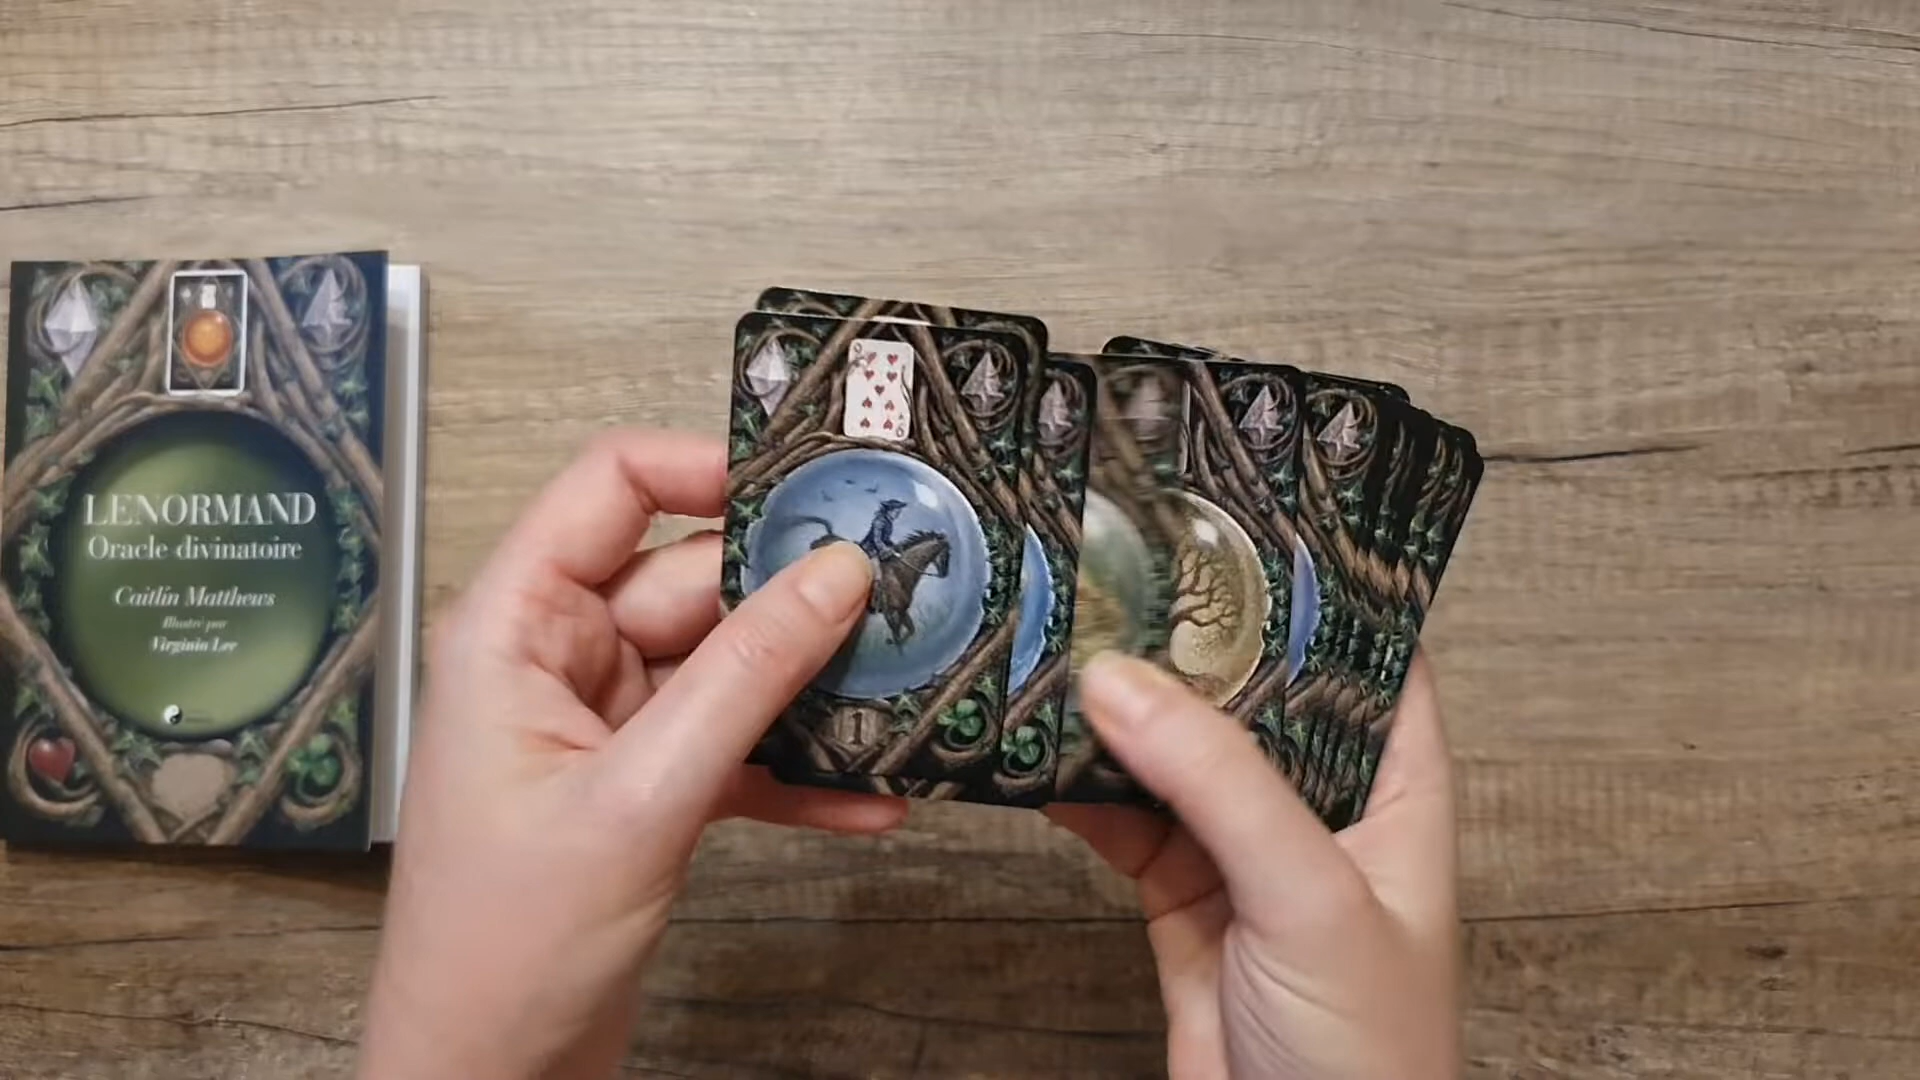 LENORMAND
Oracle divinatoire
Caitlín Matthews
Illustré par
Virginia Lee
1